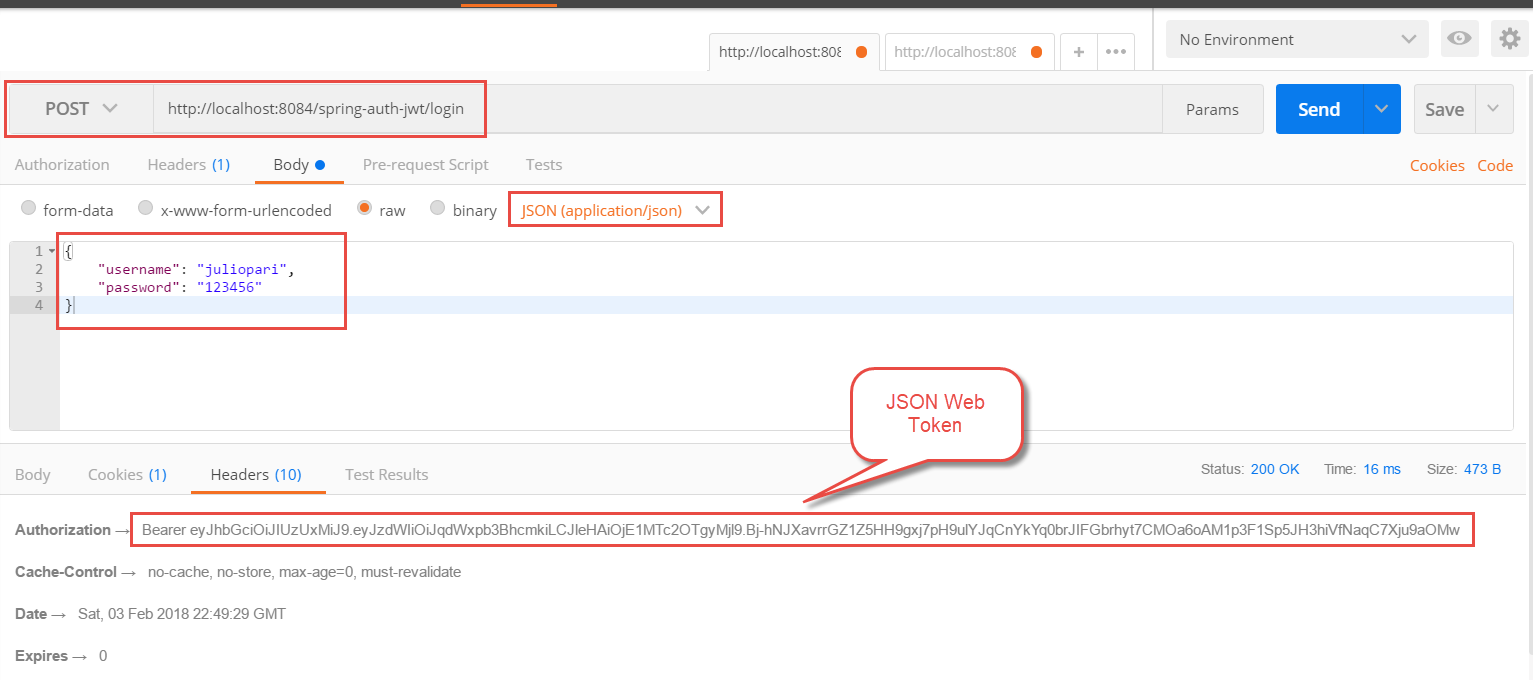 http://localhost:808 http://localhost:808 + ••• No Environment
POST http://localhost:8084/spring-auth-jwt/login Params Send Save
Authorization Headers (1) Body Pre-request Script Tests Cookies Code
form-data x-www-form-urlencoded raw binary JSON (application/json)
1 {
2 "username": "juliopari",
3 "password": "123456"
4 }
JSON Web
Token
Body Cookies (1) Headers (10) Test Results Status: 200 OK Time: 16 ms Size: 473 B
Authorization → Bearer eyJhbGciOiJIUzUxMiJ9.eyJzdWIiOiJqdWxpb3BhcmkiLCJleHAiOjE1MTc2OTgyMjl9.Bj-hNJXavrrGZ1Z5HH9gxj7pH9ulYJqCnYkYq0brJIFGbrhyt7CMOa6oAM1p3F1Sp5JH3hiVfNaqC7Xju9aOMw
Cache-Control → no-cache, no-store, max-age=0, must-revalidate
Date → Sat, 03 Feb 2018 22:49:29 GMT
Expires → 0